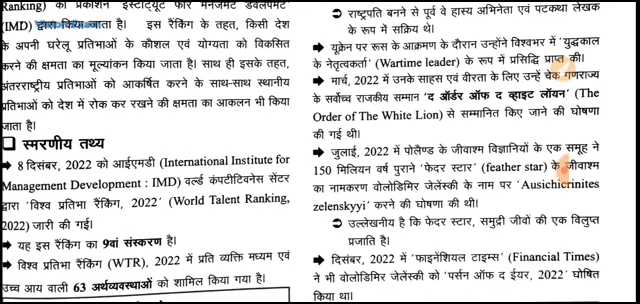 Ranking) का प्रकाशन इंस्टीट्यूट फॉर मैनेजमेंट डेवलपमेंट
(IMD) द्वारा किया जाता है। इस रैंकिंग के तहत, किसी देश
के अपनी घरेलू प्रतिभाओं के कौशल एवं योग्यता को विकसित
करने की क्षमता का मूल्यांकन किया जाता है। साथ ही इसके तहत,
अंतरराष्ट्रीय प्रतिभाओं को आकर्षित करने के साथ-साथ स्थानीय
प्रतिभाओं को देश में रोक कर रखने की क्षमता का आकलन भी किया
जाता है।
❑ स्मरणीय तथ्य
➡ 8 दिसंबर, 2022 को आईएमडी (International Institute for
Management Development : IMD) वर्ल्ड कंपटीटिवनेस सेंटर
द्वारा 'विश्व प्रतिभा रैंकिंग, 2022' (World Talent Ranking,
2022) जारी की गई।
➡ यह इस रैंकिंग का 9वां संस्करण है।
➡ विश्व प्रतिभा रैंकिंग (WTR), 2022 में प्रति व्यक्ति मध्यम एवं
उच्च आय वाली 63 अर्थव्यवस्थाओं को शामिल किया गया है।
➲ राष्ट्रपति बनने से पूर्व वे हास्य अभिनेता एवं पटकथा लेखक
के रूप में सक्रिय थे।
➡ यूक्रेन पर रूस के आक्रमण के दौरान उन्होंने विश्वभर में 'युद्धकाल
के नेतृत्वकर्ता' (Wartime leader) के रूप में प्रसिद्धि प्राप्त की।
➡ मार्च, 2022 में उनके साहस एवं वीरता के लिए उन्हें चेक गणराज्य
के सर्वोच्च राजकीय सम्मान 'द ऑर्डर ऑफ द व्हाइट लॉयन' (The
Order of The White Lion) से सम्मानित किए जाने की घोषणा
की गई थी।
➡ जुलाई, 2022 में पोलैण्ड के जीवाश्म विज्ञानियों के एक समूह ने
150 मिलियन वर्ष पुराने 'फेदर स्टार' (feather star) के जीवाश्म
का नामकरण वोलोडिमिर जेलेंस्की के नाम पर 'Ausichicrinites
zelenskyyi' करने की घोषणा की थी।
➲ उल्लेखनीय है कि फेदर स्टार, समुद्री जीवों की एक विलुप्त
प्रजाति है।
➡ दिसंबर, 2022 में 'फाइनेंशियल टाइम्स' (Financial Times)
ने भी वोलोडिमिर जेलेंस्की को 'पर्सन ऑफ द ईयर, 2022' घोषित
किया था।